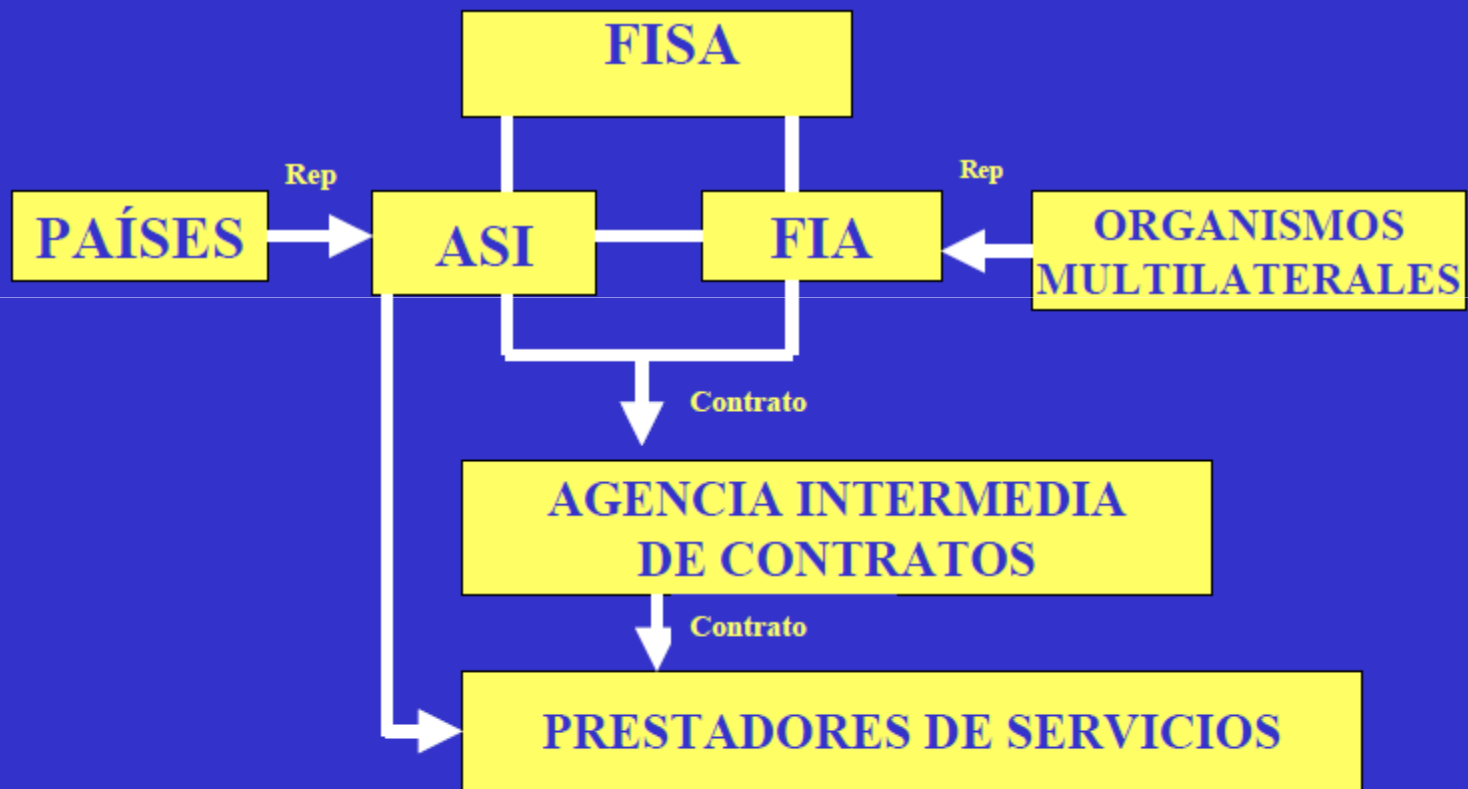 FISA
Rep
Rep
PAÍSES
ASI
FIA
ORGANISMOS
MULTILATERALES
Contrato
AGENCIA INTERMEDIA
DE CONTRATOS
Contrato
PRESTADORES DE SERVICIOS